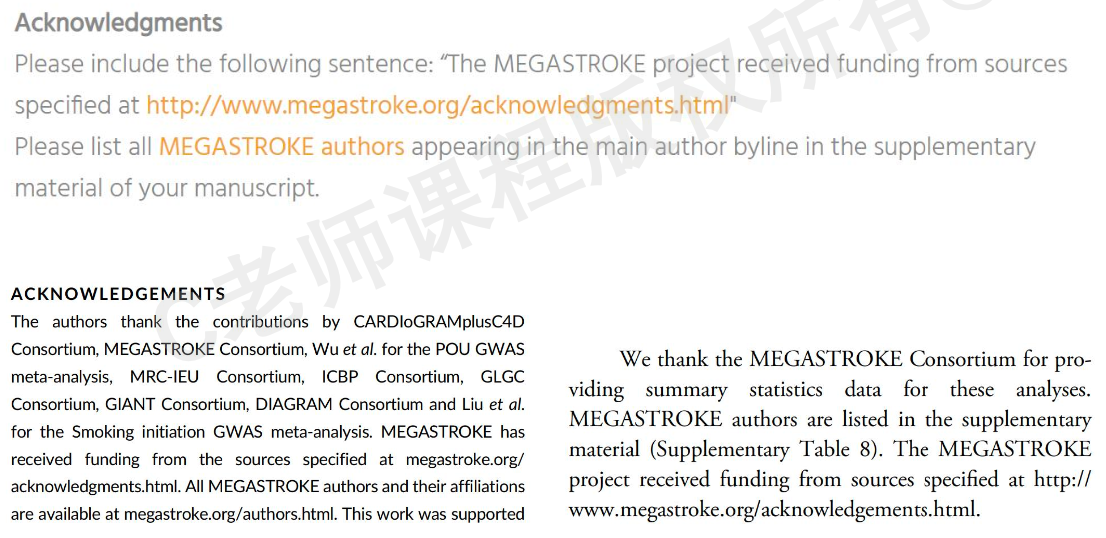 Acknowledgments
Please include the following sentence: “The MEGASTROKE project received funding from sources
specified at http://www.megastroke.org/acknowledgments.html"
Please list all MEGASTROKE authors appearing in the main author byline in the supplementary
material of your manuscript.
C老师课程版权所有©
ACKNOWLEDGEMENTS
The authors thank the contributions by CARDIoGRAMplusC4D
Consortium, MEGASTROKE Consortium, Wu et al. for the POU GWAS
meta-analysis, MRC-IEU Consortium, ICBP Consortium, GLGC
Consortium, GIANT Consortium, DIAGRAM Consortium and Liu et al.
for the Smoking initiation GWAS meta-analysis. MEGASTROKE has
received funding from the sources specified at megastroke.org/
acknowledgments.html. All MEGASTROKE authors and their affiliations
are available at megastroke.org/authors.html. This work was supported
We thank the MEGASTROKE Consortium for pro-
viding summary statistics data for these analyses.
MEGASTROKE authors are listed in the supplementary
material (Supplementary Table 8). The MEGASTROKE
project received funding from sources specified at http://
www.megastroke.org/acknowledgements.html.